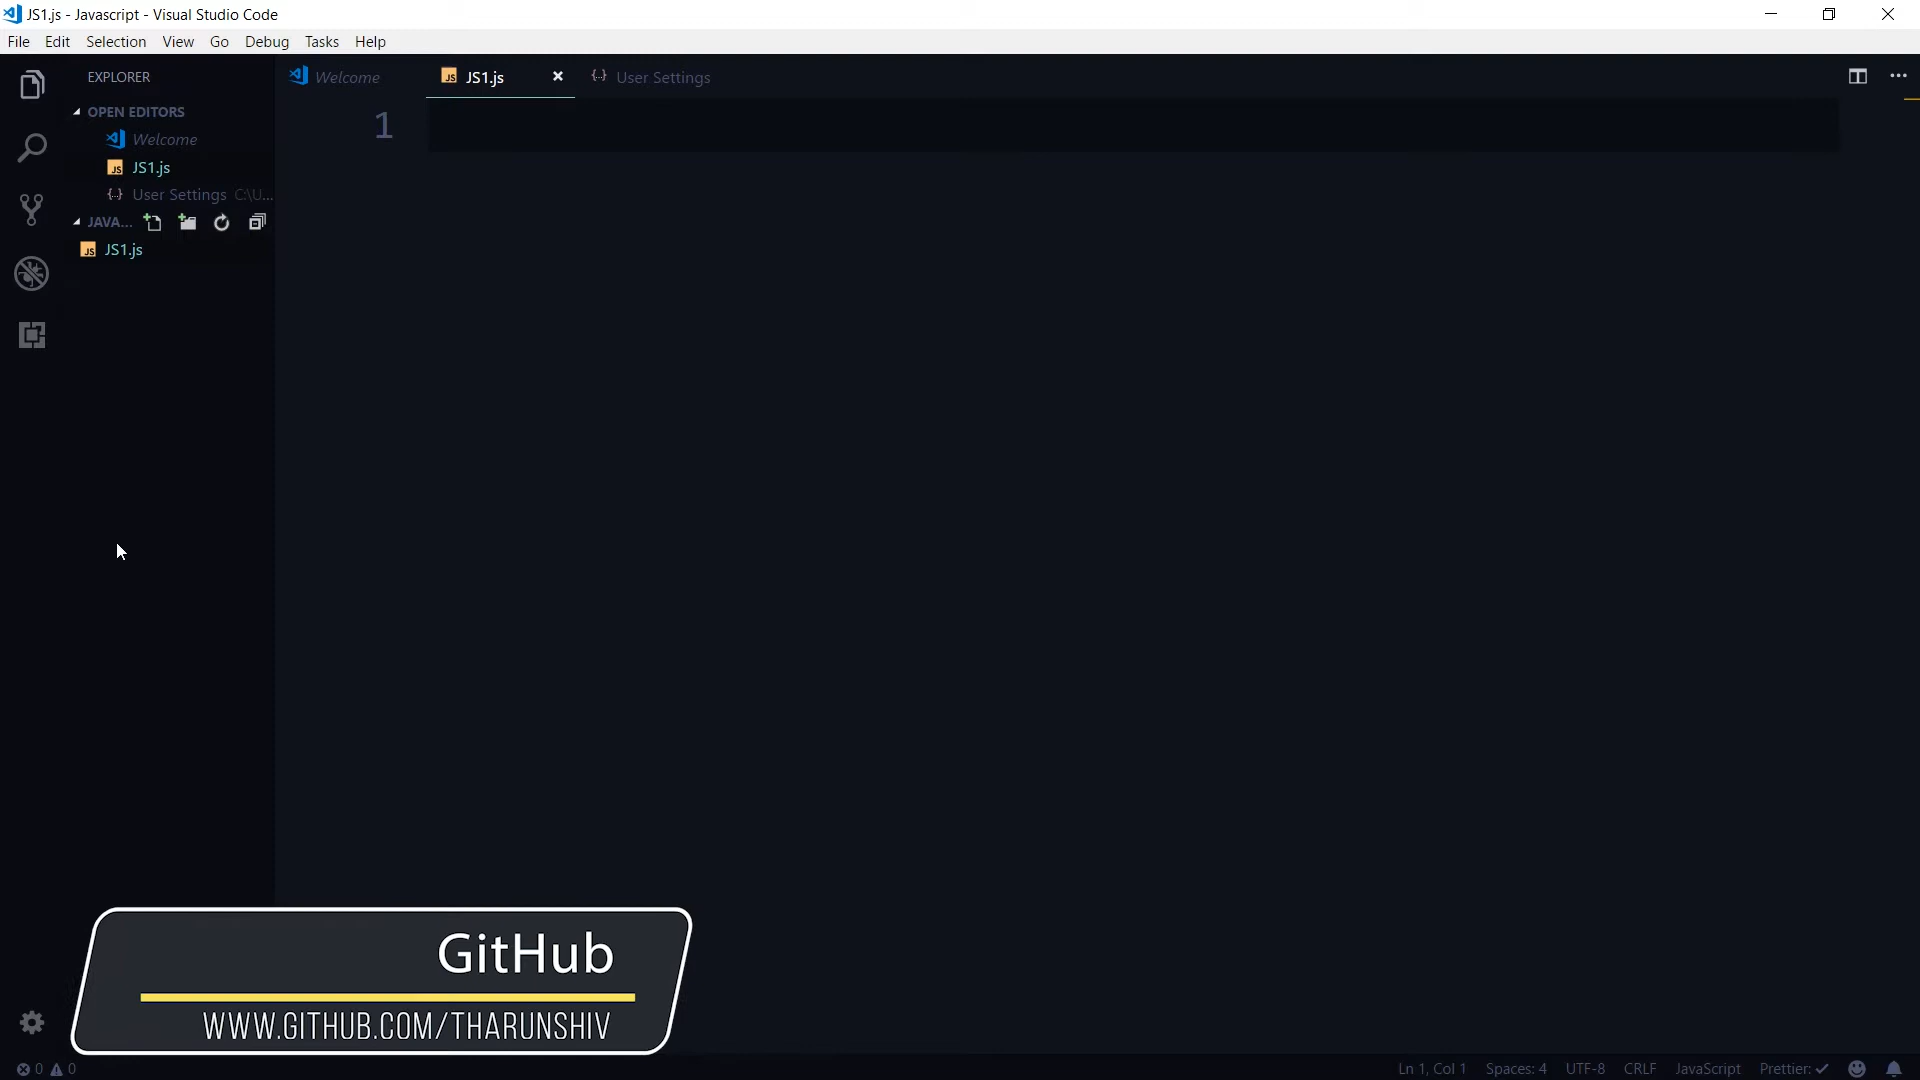 JS1.js - Javascript - Visual Studio Code
File Edit Selection View Go Debug Tasks Help
EXPLORER
Welcome JS1.js User Settings
OPEN EDITORS
Welcome
JS1.js
User Settings C:\U...
JAVA...
JS1.js
1
GitHub
WWW.GITHUB.COM/THARUNSHIV
0 0 Ln 1, Col 1 Spaces: 4 UTF-8 CRLF JavaScript Prettier: ✓